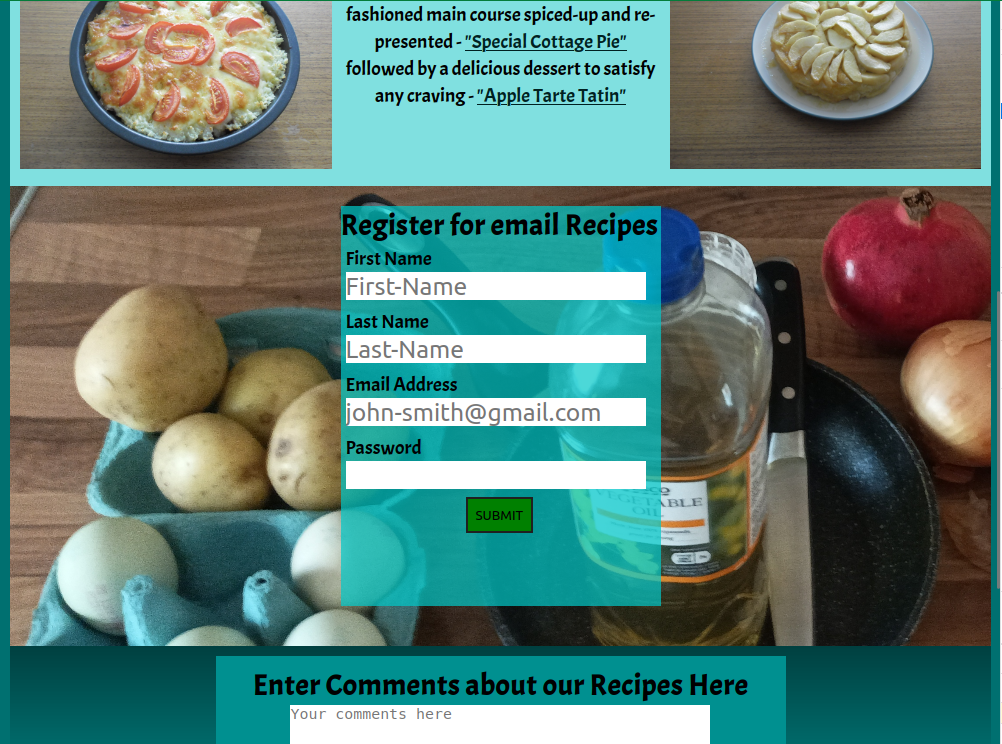 fashioned main course spiced-up and re-
presented - "Special Cottage Pie"
followed by a delicious dessert to satisfy
any craving - "Apple Tarte Tatin"
Register for email Recipes
First Name
First-Name
Last Name
Last-Name
Email Address
john-smith@gmail.com
Password
SUBMIT
VEGETABLE
OIL
Enter Comments about our Recipes Here
Your comments here